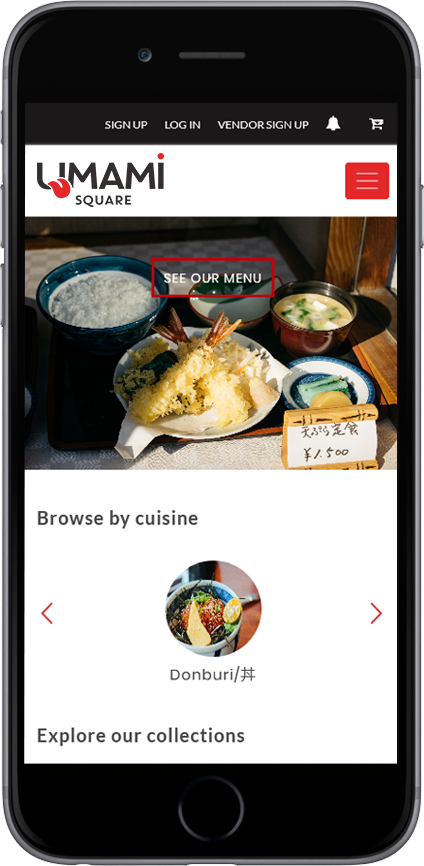 SIGN UP LOG IN VENDOR SIGN UP
UMAMI
SQUARE
SEE OUR MENU
天ぷら定食
¥1.500
Browse by cuisine
Donburi/丼
Explore our collections